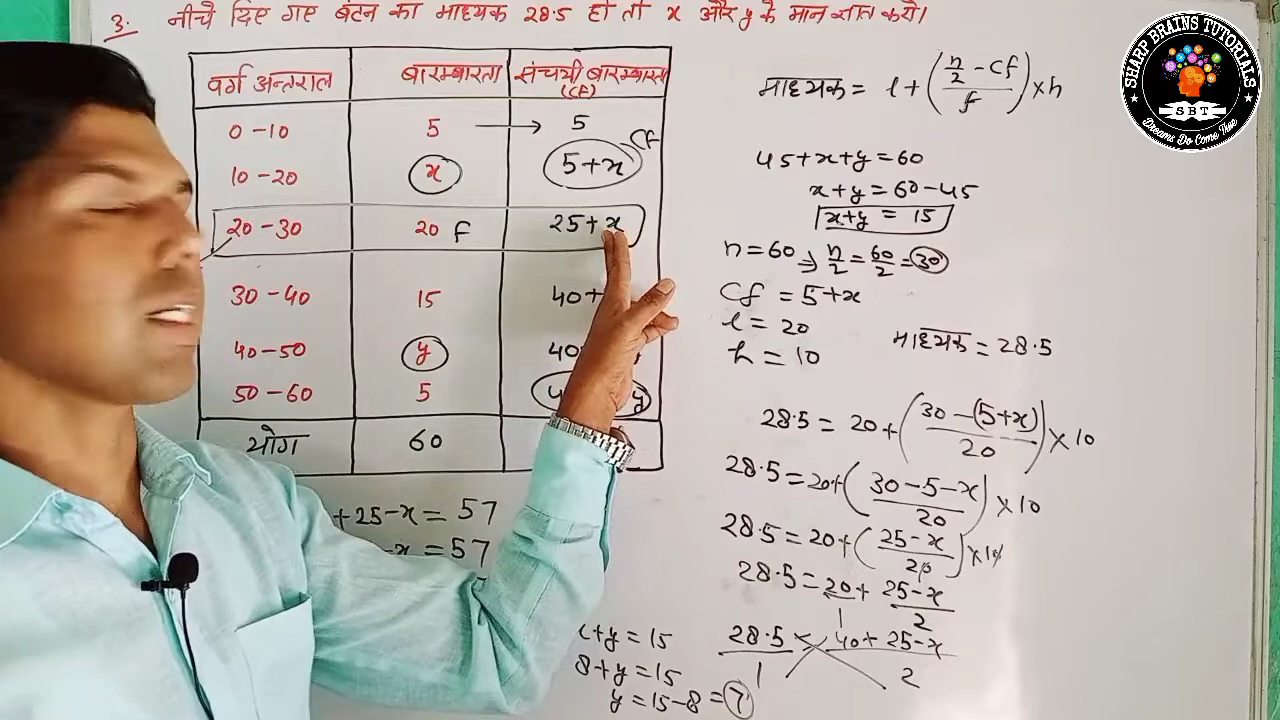 3. नीचे दिए गए बंटन का माध्यक 28.5 हो तो x और y के मान ज्ञात करो।
वर्ग अन्तराल बारम्बारता संचयी बारम्बारता (CF)
0-10 5 → 5
10-20 x 5+x CF
20-30 20 f 25+x
30-40 15 40+
40-50 y 40
50-60 5 4 y
योग 60
+25-x = 57
-x = 57
x+y = 15
8+y = 15
y = 15-8 = 7
माध्यक = l + ( (n/2 - cf) / f ) × h
45+x+y = 60
x+y = 60-45
x+y = 15
n = 60 ⇒ n/2 = 60/2 = 30
Cf = 5+x
l = 20
h = 10
माध्यक = 28.5
28.5 = 20 + ( (30-(5+x)) / 20 ) × 10
28.5 = 20 + ( (30-5-x) / 20 ) × 10
28.5 = 20 + ( (25-x) / 20 ) × 10
28.5 = 20/1 + (25-x)/2
28.5/1 = (40+25-x)/2
SHARP BRAINS TUTORIALS
SBT
Dreams Do Come True